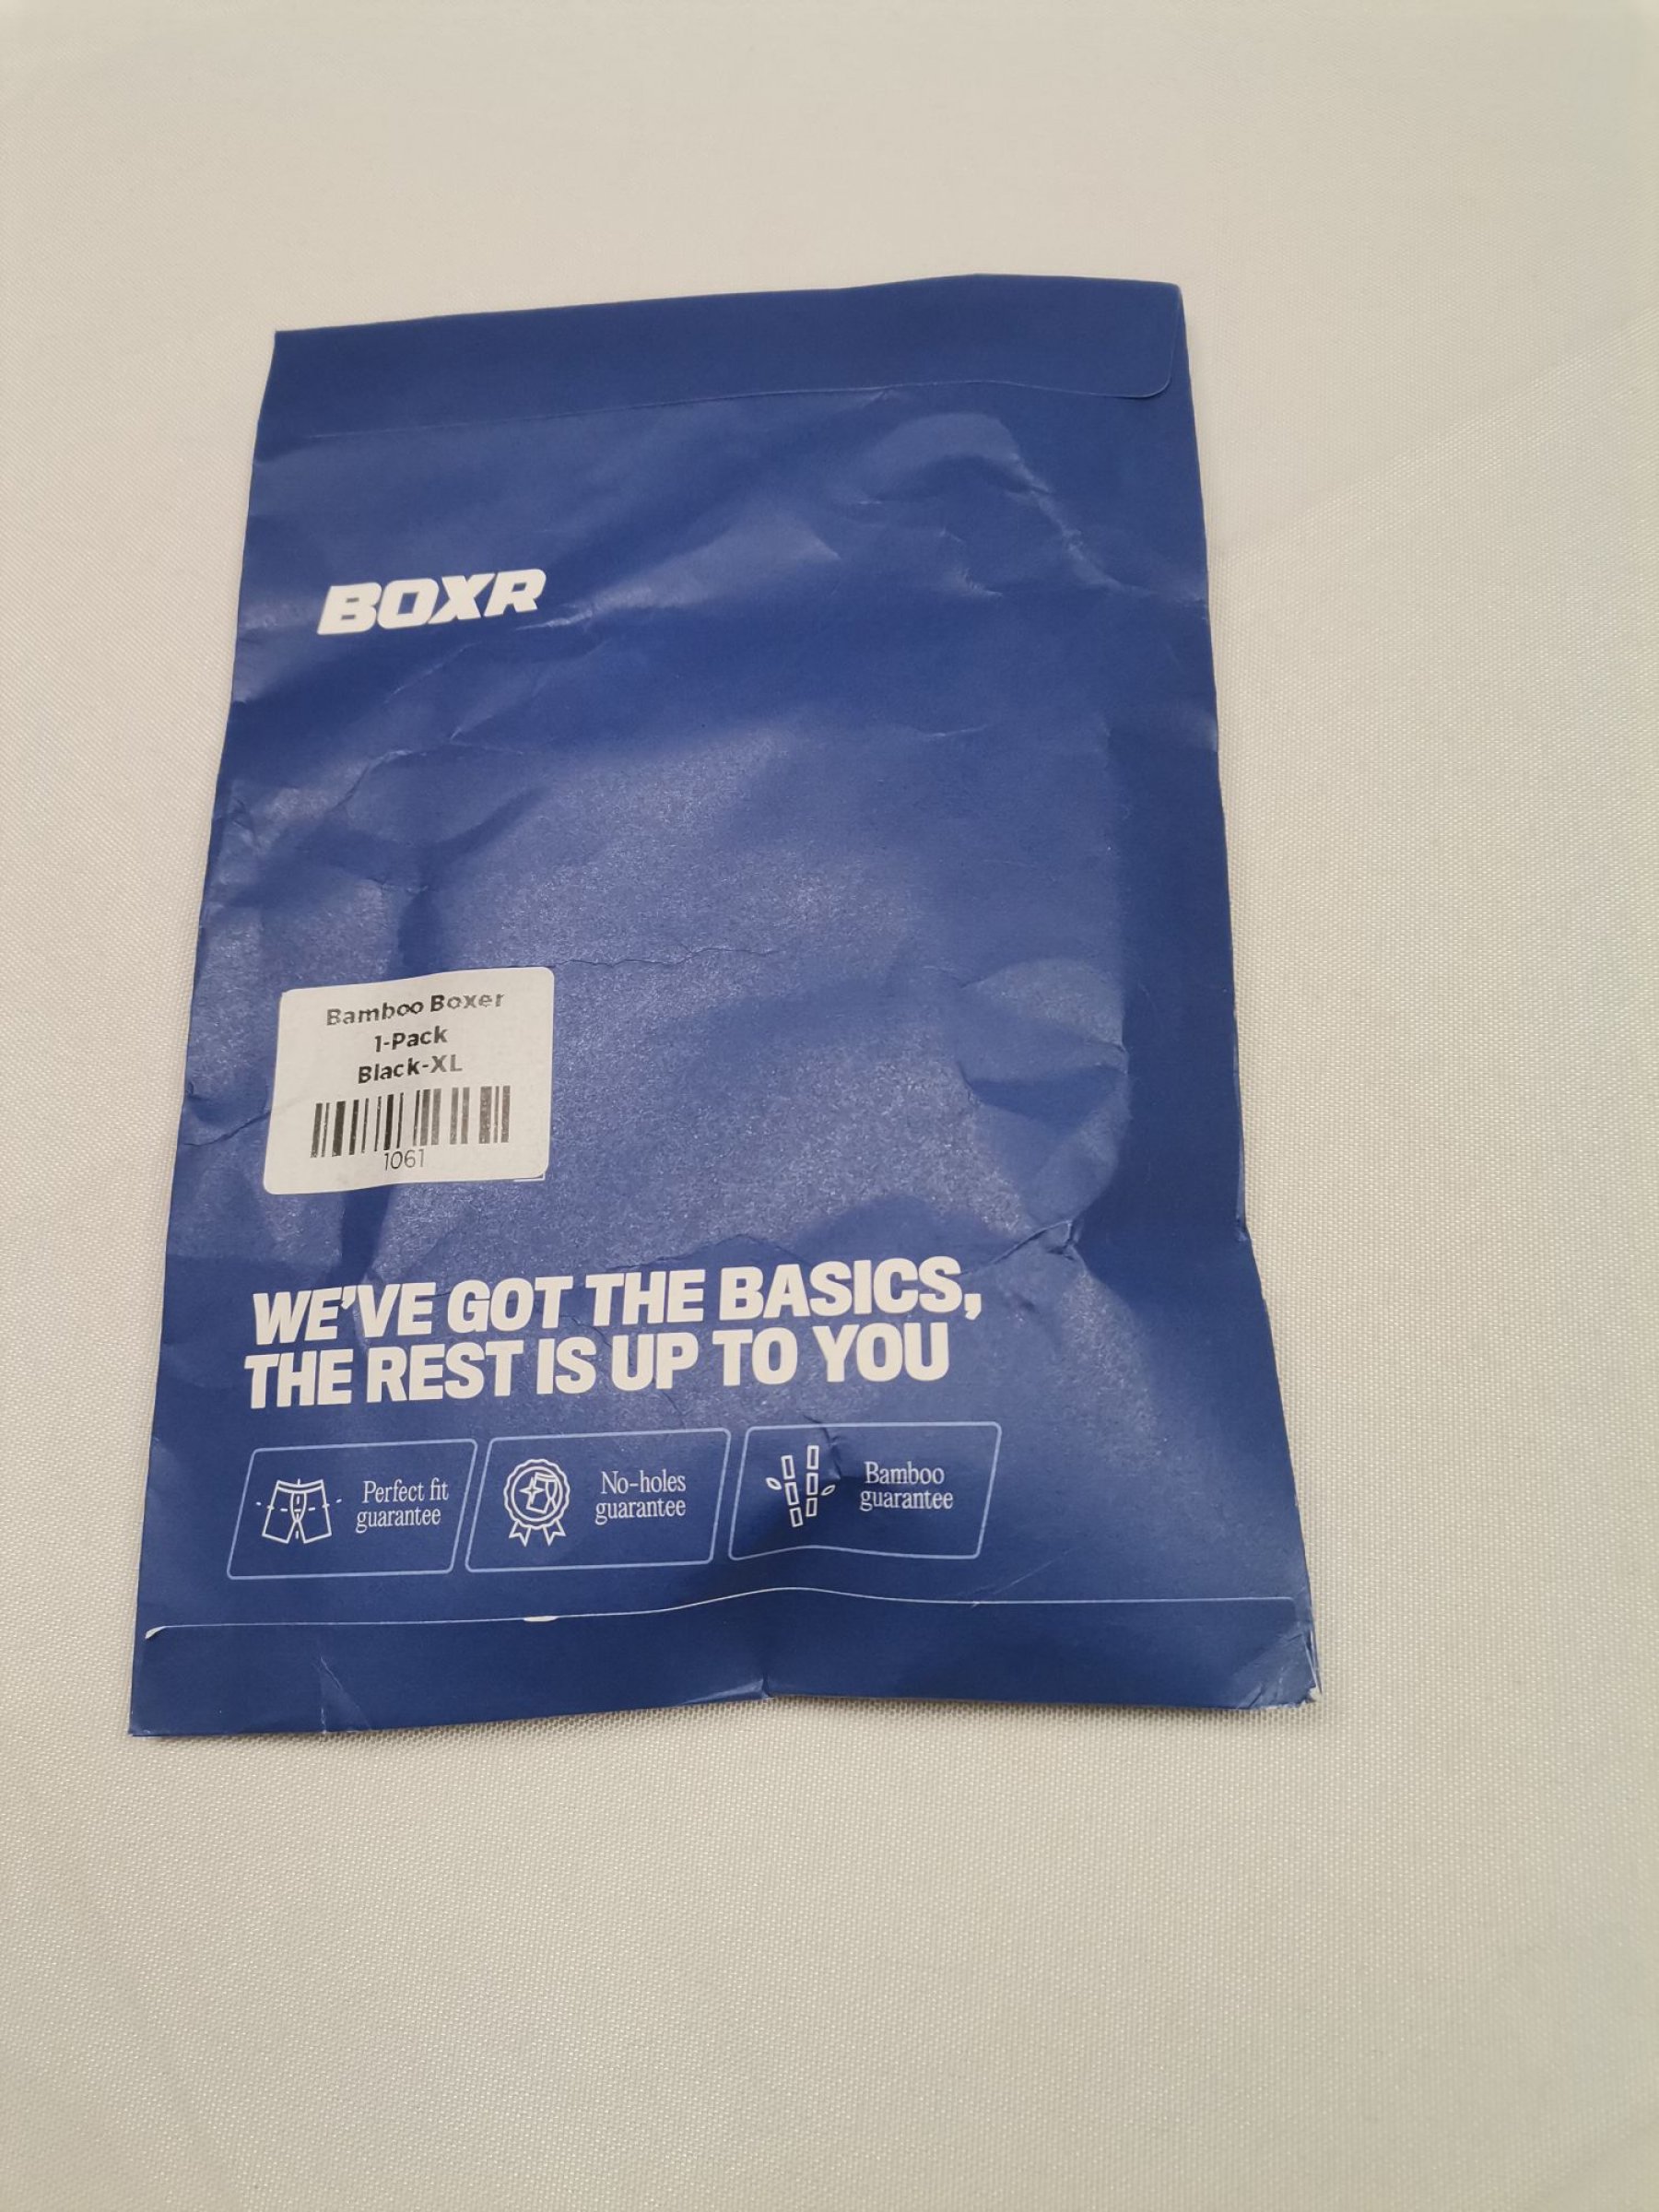 BOXR
Bamboo Boxer
1-Pack
Black-XL
1061
WE'VE GOT THE BASICS,
THE REST IS UP TO YOU
Perfect fit
guarantee
No-holes
guarantee
Bamboo
guarantee